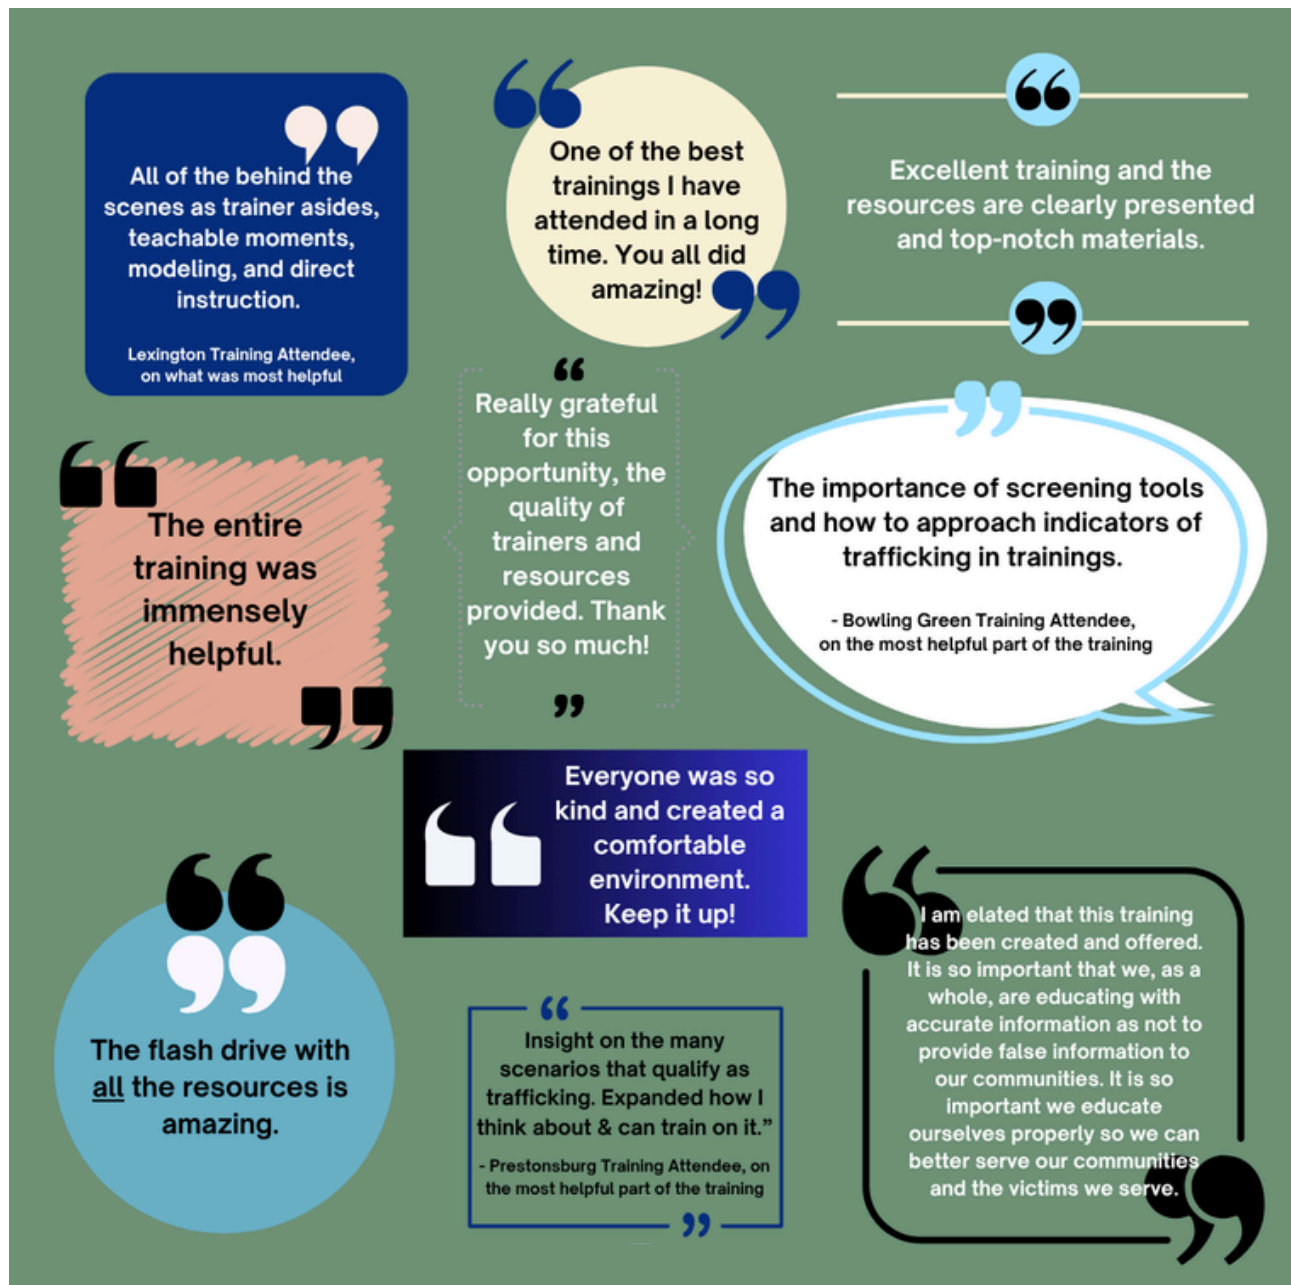 All of the behind the
scenes as trainer asides,
teachable moments,
modeling, and direct
instruction.
Lexington Training Attendee,
on what was most helpful
One of the best
trainings I have
attended in a long
time. You all did
amazing!
Excellent training and the
resources are clearly presented
and top-notch materials.
The entire
training was
immensely
helpful.
Really grateful
for this
opportunity, the
quality of
trainers and
resources
provided. Thank
you so much!
The importance of screening tools
and how to approach indicators of
trafficking in trainings.
- Bowling Green Training Attendee,
on the most helpful part of the training
Everyone was so
kind and created a
comfortable
environment.
Keep it up!
The flash drive with
all the resources is
amazing.
Insight on the many
scenarios that qualify as
trafficking. Expanded how I
think about & can train on it.”
- Prestonsburg Training Attendee, on
the most helpful part of the training
I am elated that this training
has been created and offered.
It is so important that we, as a
whole, are educating with
accurate information as not to
provide false information to
our communities. It is so
important we educate
ourselves properly so we can
better serve our communities
and the victims we serve.